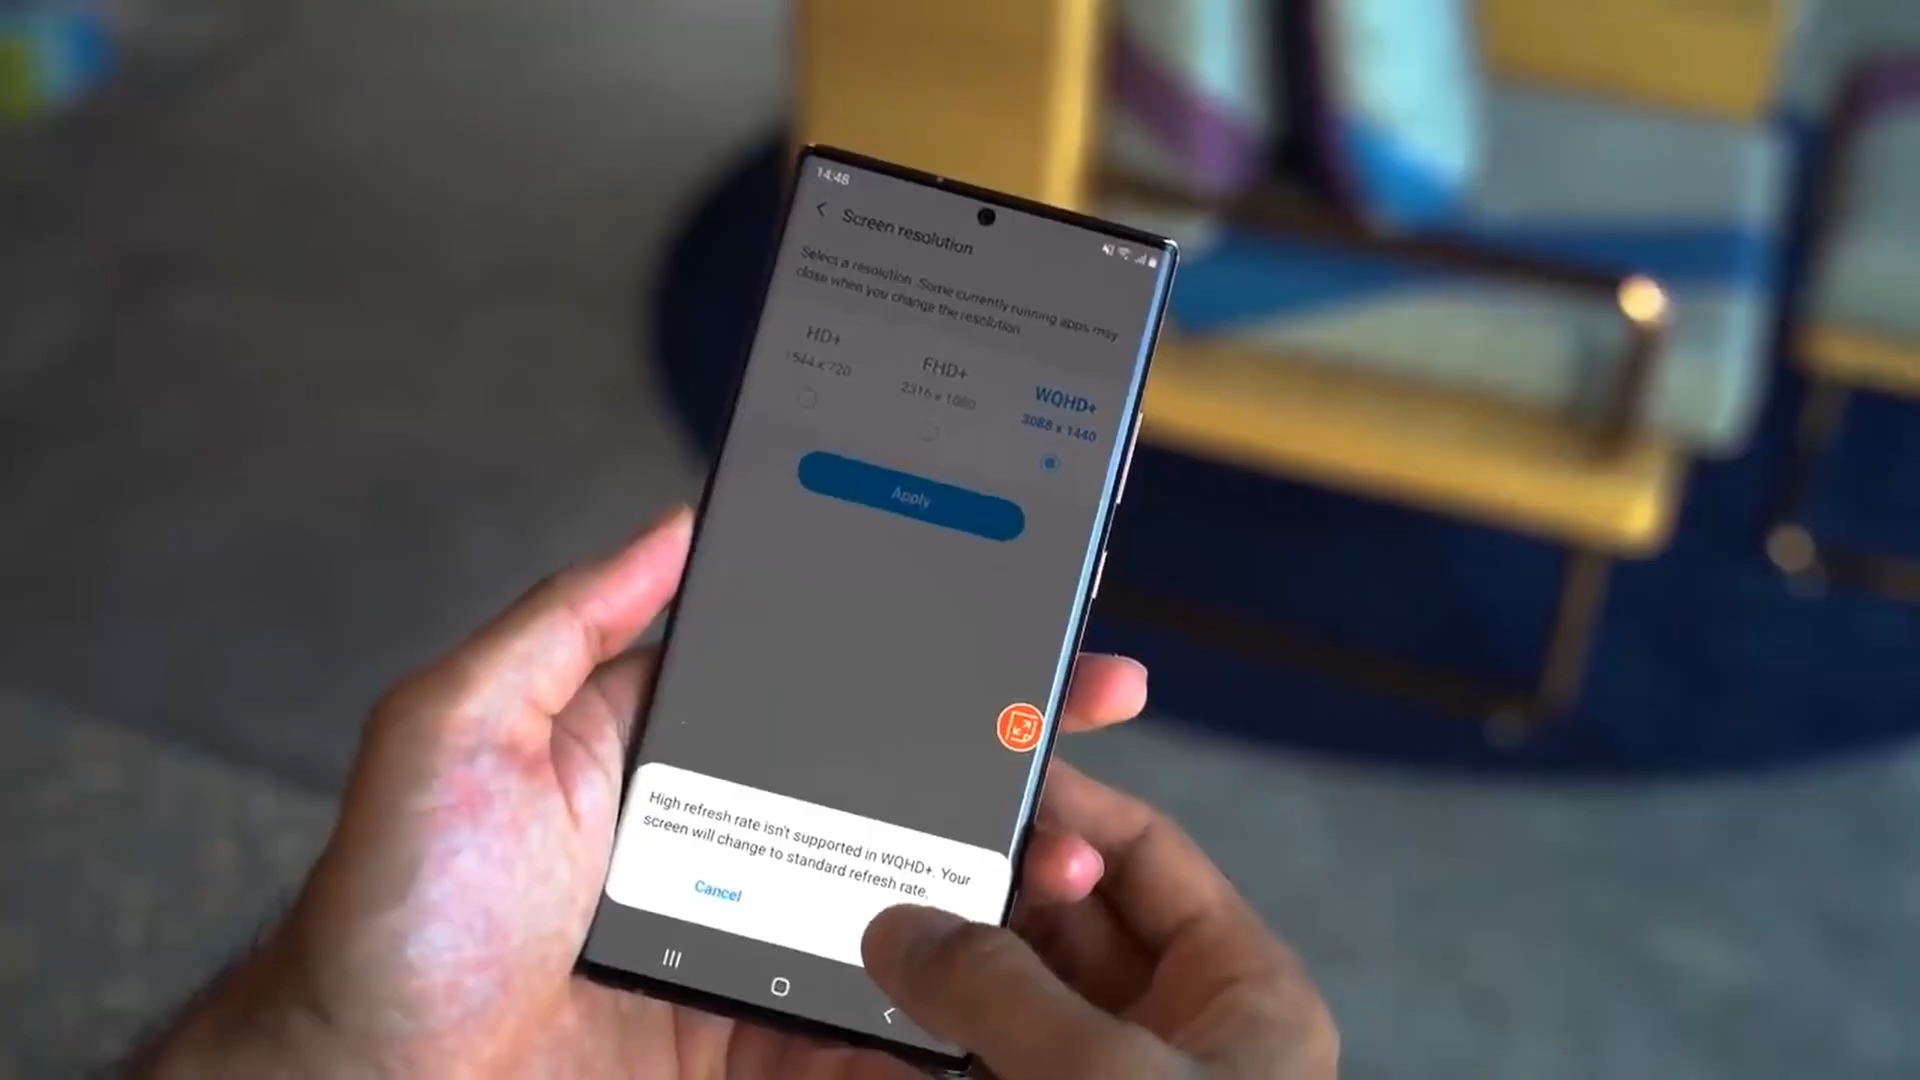 14:48
Screen resolution
Select a resolution. Some currently running apps may
close when you change the resolution.
HD+
1544 x 720
FHD+
2316 x 1080
WQHD+
3088 x 1440
Apply
High refresh rate isn't supported in WQHD+. Your
screen will change to standard refresh rate.
Cancel